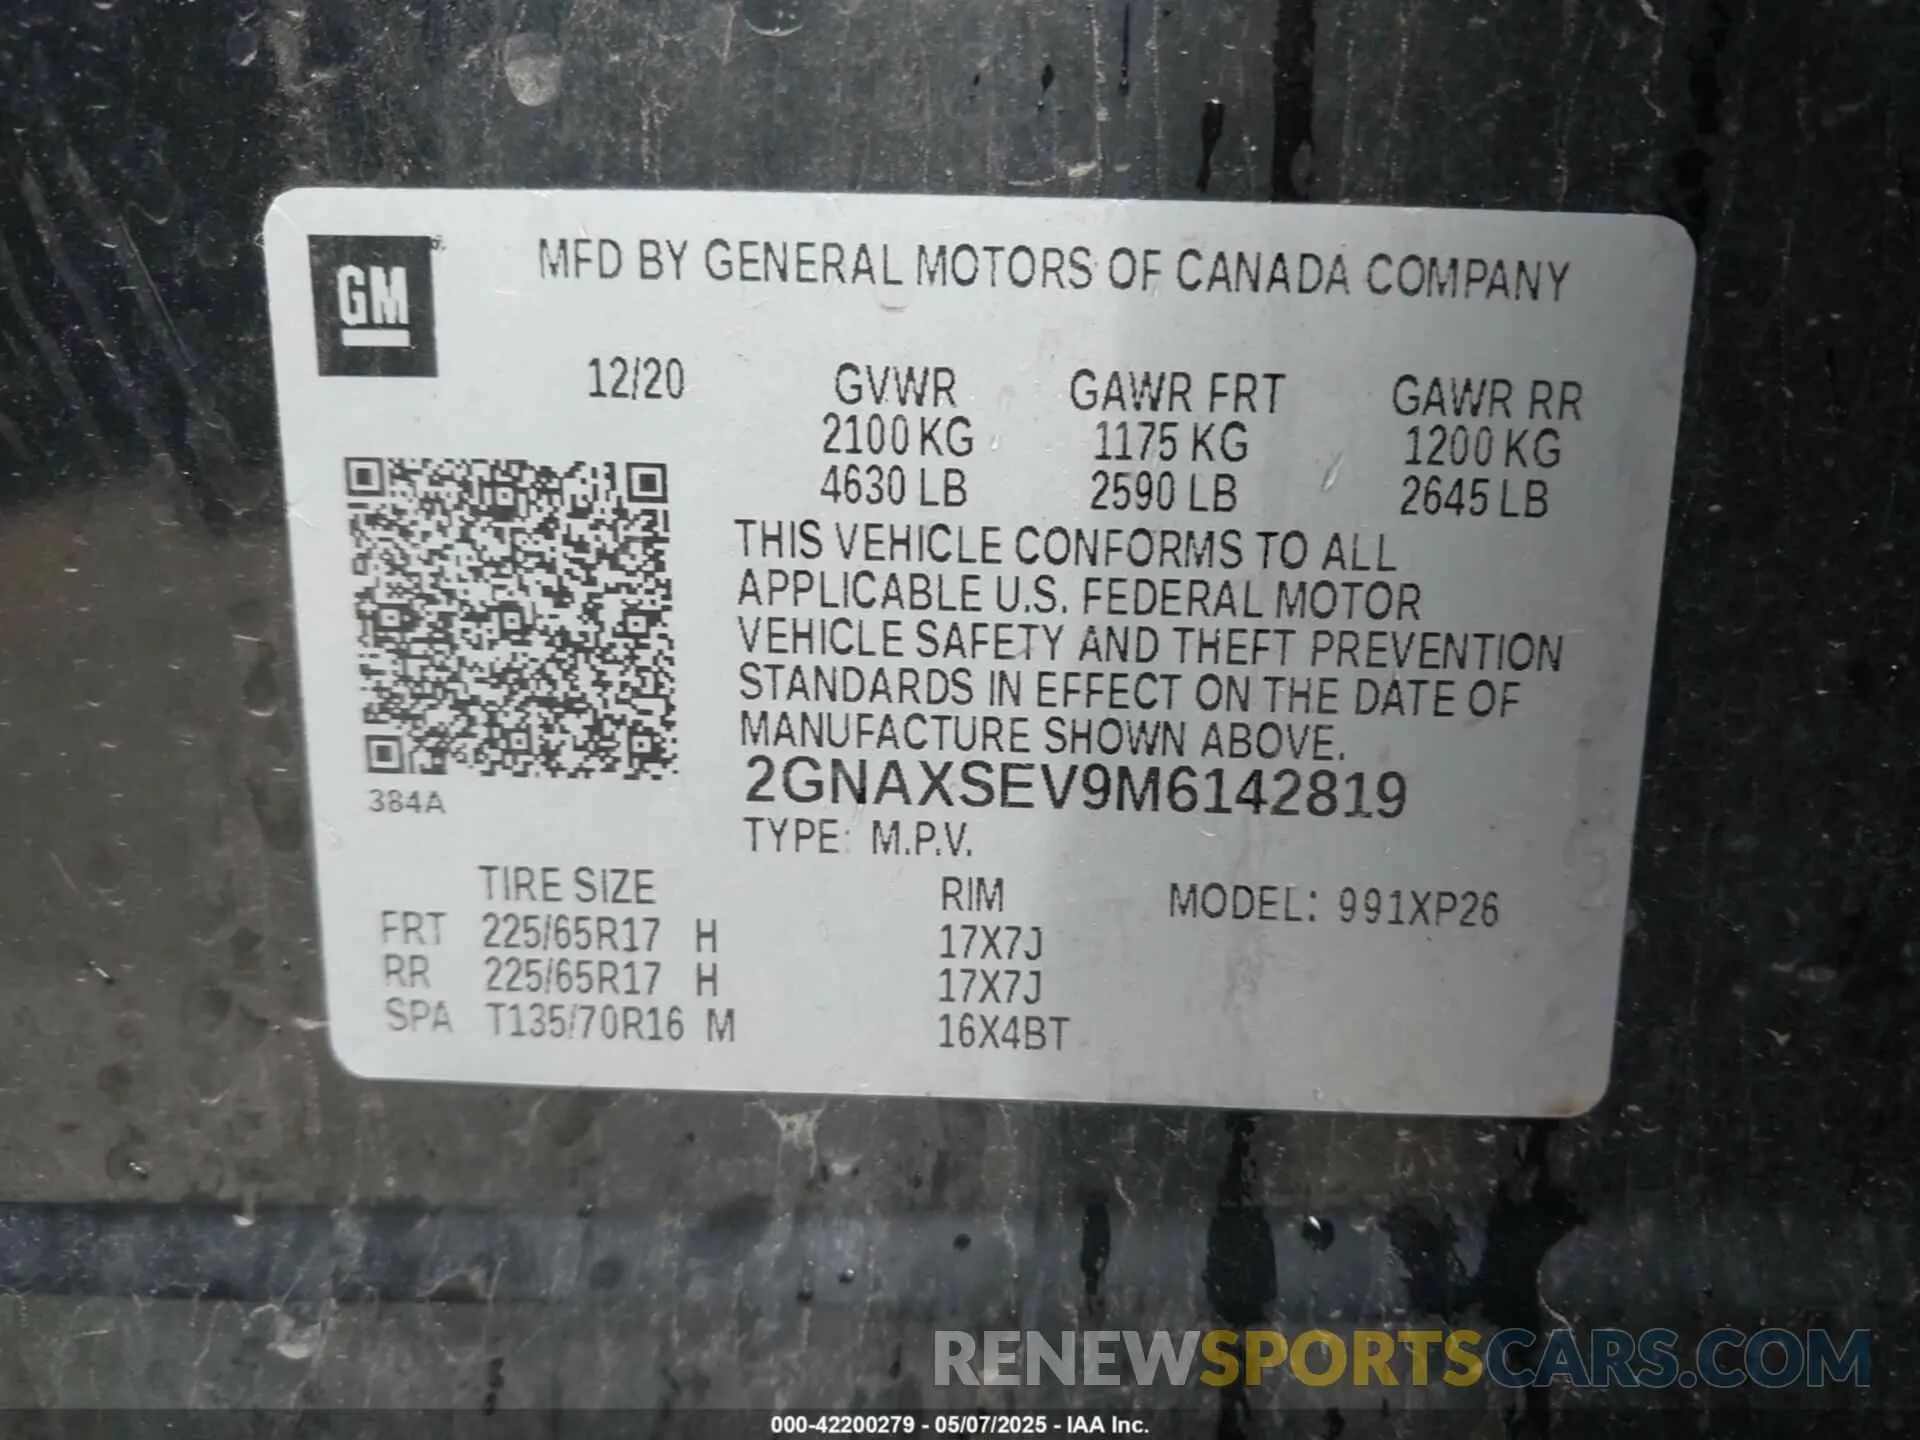 GM
MFD BY GENERAL MOTORS OF CANADA COMPANY
12/20 GVWR GAWR FRT GAWR RR
2100 KG 1175 KG 1200 KG
4630 LB 2590 LB 2645 LB
THIS VEHICLE CONFORMS TO ALL
APPLICABLE U.S. FEDERAL MOTOR
VEHICLE SAFETY AND THEFT PREVENTION
STANDARDS IN EFFECT ON THE DATE OF
MANUFACTURE SHOWN ABOVE.
2GNAXSEV9M6142819
384A
TYPE: M.P.V.
TIRE SIZE RIM MODEL: 991XP26
FRT 225/65R17 H 17X7J
RR 225/65R17 H 17X7J
SPA T135/70R16 M 16X4BT
RENEWSPORTSCARS.COM
000-42200279 - 05/07/2025 - IAA Inc.